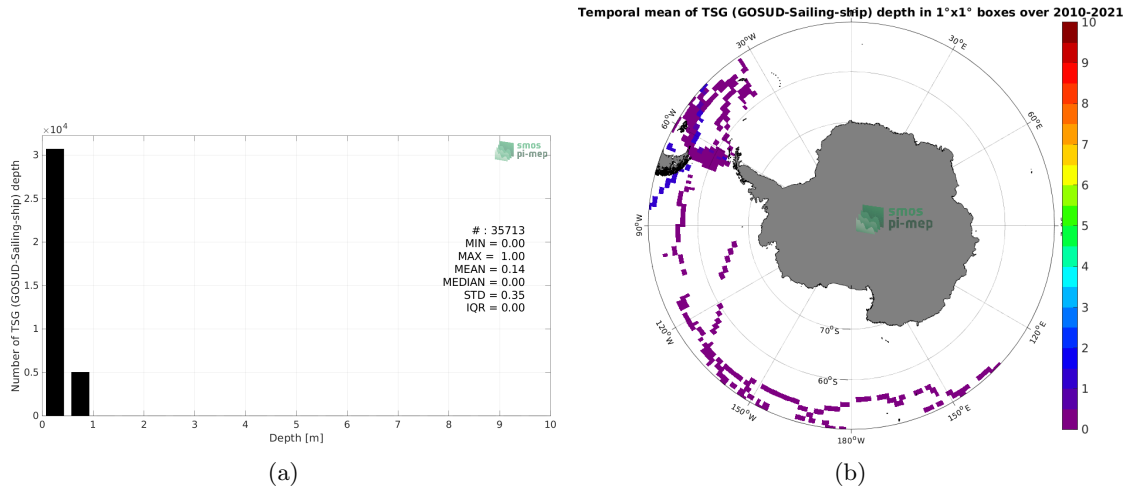 Temporal mean of TSG (GOSUD-Sailing-ship) depth in 1°x1° boxes over 2010-2021
×10⁴
3
2.5
2
1.5
1
0.5
0
Number of TSG (GOSUD-Sailing-ship) depth
smos
pi-mep
# : 35713
MIN = 0.00
MAX = 1.00
MEAN = 0.14
MEDIAN = 0.00
STD = 0.35
IQR = 0.00
0 1 2 3 4 5 6 7 8 9 10
Depth [m]
(a)
30°W
30°E
60°W
60°E
90°W
smos
pi-mep
120°W
120°E
70°S
60°S
150°W
150°E
180°W
10
9
8
7
6
5
4
3
2
1
0
(b)